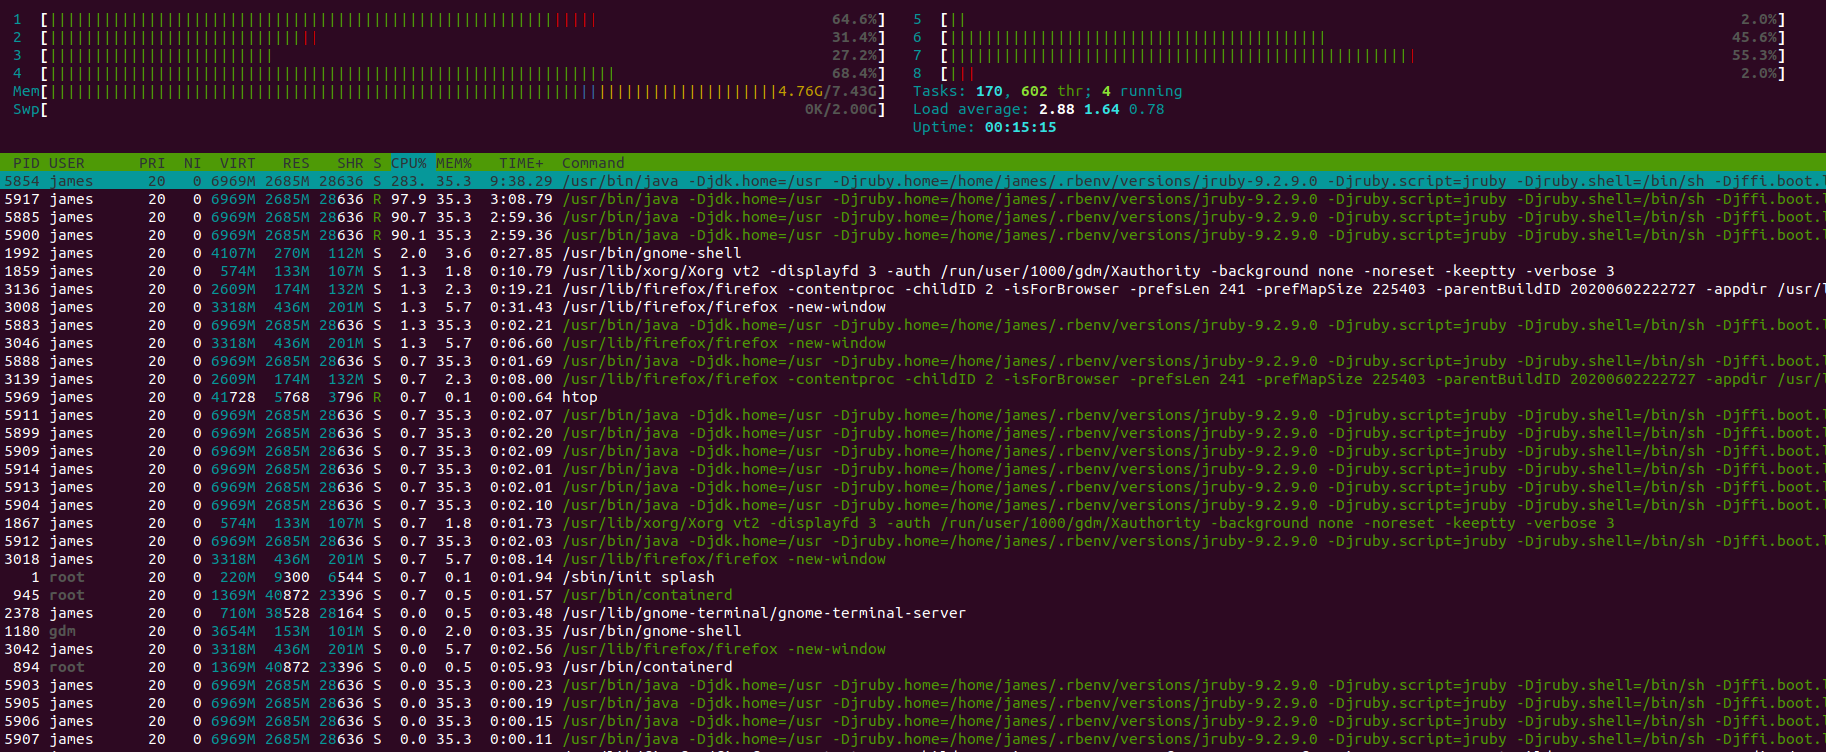 1 [|||||||||||||||||||||||||||||||||||||||||||||||||||||||||||||| 64.6%] 5 [|| 2.0%]
2 [|||||||||||||||||||||||||||||| 31.4%] 6 [|||||||||||||||||||||||||||||||||||||||||| 45.6%]
3 [||||||||||||||||||||||||| 27.2%] 7 [|||||||||||||||||||||||||||||||||||||||||||||||||||| 55.3%]
4 [||||||||||||||||||||||||||||||||||||||||||||||||||||||||||||||| 68.4%] 8 [||| 2.0%]
Mem[|||||||||||||||||||||||||||||||||||||||||||||||||||||||||||||||||||||||||||||||||4.76G/7.43G] Tasks: 170, 602 thr; 4 running
Swp[ 0K/2.00G] Load average: 2.88 1.64 0.78
Uptime: 00:15:15
PID USER PRI NI VIRT RES SHR S CPU% MEM% TIME+ Command
5854 james 20 0 6969M 2685M 28636 S 283. 35.3 9:38.29 /usr/bin/java -Djdk.home=/usr -Djruby.home=/home/james/.rbenv/versions/jruby-9.2.9.0 -Djruby.script=jruby -Djruby.shell=/bin/sh -Djffi.boot.l
5917 james 20 0 6969M 2685M 28636 R 97.9 35.3 3:08.79 /usr/bin/java -Djdk.home=/usr -Djruby.home=/home/james/.rbenv/versions/jruby-9.2.9.0 -Djruby.script=jruby -Djruby.shell=/bin/sh -Djffi.boot.l
5885 james 20 0 6969M 2685M 28636 R 90.7 35.3 2:59.36 /usr/bin/java -Djdk.home=/usr -Djruby.home=/home/james/.rbenv/versions/jruby-9.2.9.0 -Djruby.script=jruby -Djruby.shell=/bin/sh -Djffi.boot.l
5900 james 20 0 6969M 2685M 28636 R 90.1 35.3 2:59.36 /usr/bin/java -Djdk.home=/usr -Djruby.home=/home/james/.rbenv/versions/jruby-9.2.9.0 -Djruby.script=jruby -Djruby.shell=/bin/sh -Djffi.boot.l
1992 james 20 0 4107M 270M 112M S 2.0 3.6 0:27.85 /usr/bin/gnome-shell
1859 james 20 0 574M 133M 107M S 1.3 1.8 0:10.79 /usr/lib/xorg/Xorg vt2 -displayfd 3 -auth /run/user/1000/gdm/Xauthority -background none -noreset -keeptty -verbose 3
3136 james 20 0 2609M 174M 132M S 1.3 2.3 0:19.21 /usr/lib/firefox/firefox -contentproc -childID 2 -isForBrowser -prefsLen 241 -prefMapSize 225403 -parentBuildID 20200602222727 -appdir /usr/l
3008 james 20 0 3318M 436M 201M S 1.3 5.7 0:31.43 /usr/lib/firefox/firefox -new-window
5883 james 20 0 6969M 2685M 28636 S 1.3 35.3 0:02.21 /usr/bin/java -Djdk.home=/usr -Djruby.home=/home/james/.rbenv/versions/jruby-9.2.9.0 -Djruby.script=jruby -Djruby.shell=/bin/sh -Djffi.boot.l
3046 james 20 0 3318M 436M 201M S 1.3 5.7 0:06.60 /usr/lib/firefox/firefox -new-window
5888 james 20 0 6969M 2685M 28636 S 0.7 35.3 0:01.69 /usr/bin/java -Djdk.home=/usr -Djruby.home=/home/james/.rbenv/versions/jruby-9.2.9.0 -Djruby.script=jruby -Djruby.shell=/bin/sh -Djffi.boot.l
3139 james 20 0 2609M 174M 132M S 0.7 2.3 0:08.00 /usr/lib/firefox/firefox -contentproc -childID 2 -isForBrowser -prefsLen 241 -prefMapSize 225403 -parentBuildID 20200602222727 -appdir /usr/l
5969 james 20 0 41728 5768 3796 R 0.7 0.1 0:00.64 htop
5911 james 20 0 6969M 2685M 28636 S 0.7 35.3 0:02.07 /usr/bin/java -Djdk.home=/usr -Djruby.home=/home/james/.rbenv/versions/jruby-9.2.9.0 -Djruby.script=jruby -Djruby.shell=/bin/sh -Djffi.boot.l
5899 james 20 0 6969M 2685M 28636 S 0.7 35.3 0:02.20 /usr/bin/java -Djdk.home=/usr -Djruby.home=/home/james/.rbenv/versions/jruby-9.2.9.0 -Djruby.script=jruby -Djruby.shell=/bin/sh -Djffi.boot.l
5909 james 20 0 6969M 2685M 28636 S 0.7 35.3 0:02.09 /usr/bin/java -Djdk.home=/usr -Djruby.home=/home/james/.rbenv/versions/jruby-9.2.9.0 -Djruby.script=jruby -Djruby.shell=/bin/sh -Djffi.boot.l
5914 james 20 0 6969M 2685M 28636 S 0.7 35.3 0:02.01 /usr/bin/java -Djdk.home=/usr -Djruby.home=/home/james/.rbenv/versions/jruby-9.2.9.0 -Djruby.script=jruby -Djruby.shell=/bin/sh -Djffi.boot.l
5913 james 20 0 6969M 2685M 28636 S 0.7 35.3 0:02.01 /usr/bin/java -Djdk.home=/usr -Djruby.home=/home/james/.rbenv/versions/jruby-9.2.9.0 -Djruby.script=jruby -Djruby.shell=/bin/sh -Djffi.boot.l
5904 james 20 0 6969M 2685M 28636 S 0.7 35.3 0:02.10 /usr/bin/java -Djdk.home=/usr -Djruby.home=/home/james/.rbenv/versions/jruby-9.2.9.0 -Djruby.script=jruby -Djruby.shell=/bin/sh -Djffi.boot.l
1867 james 20 0 574M 133M 107M S 0.7 1.8 0:01.73 /usr/lib/xorg/Xorg vt2 -displayfd 3 -auth /run/user/1000/gdm/Xauthority -background none -noreset -keeptty -verbose 3
5912 james 20 0 6969M 2685M 28636 S 0.7 35.3 0:02.03 /usr/bin/java -Djdk.home=/usr -Djruby.home=/home/james/.rbenv/versions/jruby-9.2.9.0 -Djruby.script=jruby -Djruby.shell=/bin/sh -Djffi.boot.l
3018 james 20 0 3318M 436M 201M S 0.7 5.7 0:08.14 /usr/lib/firefox/firefox -new-window
1 root 20 0 220M 9300 6544 S 0.7 0.1 0:01.94 /sbin/init splash
945 root 20 0 1369M 40872 23396 S 0.7 0.5 0:01.57 /usr/bin/containerd
2378 james 20 0 710M 38528 28164 S 0.0 0.5 0:03.48 /usr/lib/gnome-terminal/gnome-terminal-server
1180 gdm 20 0 3654M 153M 101M S 0.0 2.0 0:03.35 /usr/bin/gnome-shell
3042 james 20 0 3318M 436M 201M S 0.0 5.7 0:02.56 /usr/lib/firefox/firefox -new-window
894 root 20 0 1369M 40872 23396 S 0.0 0.5 0:05.93 /usr/bin/containerd
5903 james 20 0 6969M 2685M 28636 S 0.0 35.3 0:00.23 /usr/bin/java -Djdk.home=/usr -Djruby.home=/home/james/.rbenv/versions/jruby-9.2.9.0 -Djruby.script=jruby -Djruby.shell=/bin/sh -Djffi.boot.l
5905 james 20 0 6969M 2685M 28636 S 0.0 35.3 0:00.19 /usr/bin/java -Djdk.home=/usr -Djruby.home=/home/james/.rbenv/versions/jruby-9.2.9.0 -Djruby.script=jruby -Djruby.shell=/bin/sh -Djffi.boot.l
5906 james 20 0 6969M 2685M 28636 S 0.0 35.3 0:00.15 /usr/bin/java -Djdk.home=/usr -Djruby.home=/home/james/.rbenv/versions/jruby-9.2.9.0 -Djruby.script=jruby -Djruby.shell=/bin/sh -Djffi.boot.l
5907 james 20 0 6969M 2685M 28636 S 0.0 35.3 0:00.11 /usr/bin/java -Djdk.home=/usr -Djruby.home=/home/james/.rbenv/versions/jruby-9.2.9.0 -Djruby.script=jruby -Djruby.shell=/bin/sh -Djffi.boot.l